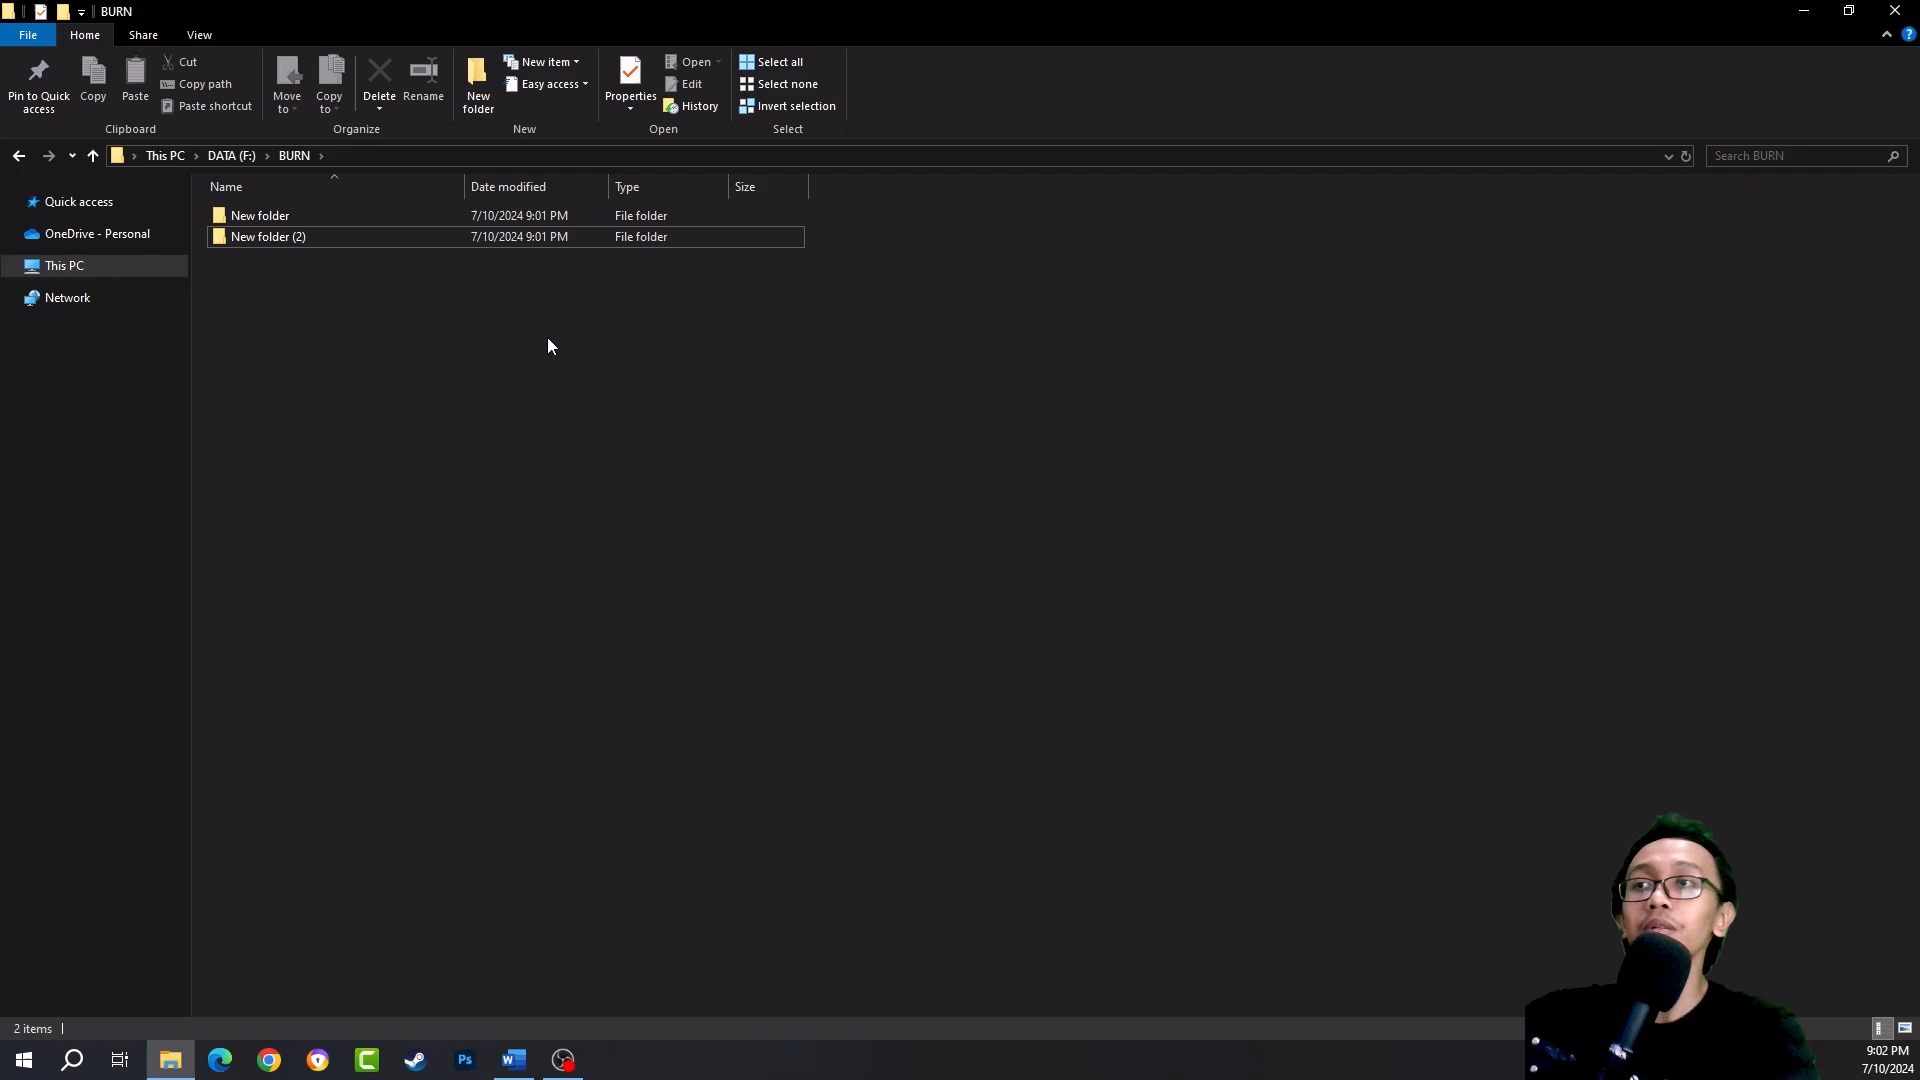 BURN
File Home Share View
Pin to Quick access
Copy
Paste
Cut
Copy path
Paste shortcut
Clipboard
Move to
Copy to
Delete
Rename
Organize
New folder
New item
Easy access
New
Properties
Open
Edit
History
Open
Select all
Select none
Invert selection
Select
This PC > DATA (F:) > BURN >
Search BURN
Quick access
OneDrive - Personal
This PC
Network
Name Date modified Type Size
New folder 7/10/2024 9:01 PM File folder
New folder (2) 7/10/2024 9:01 PM File folder
2 items
Ps
W
9:02 PM
7/10/2024